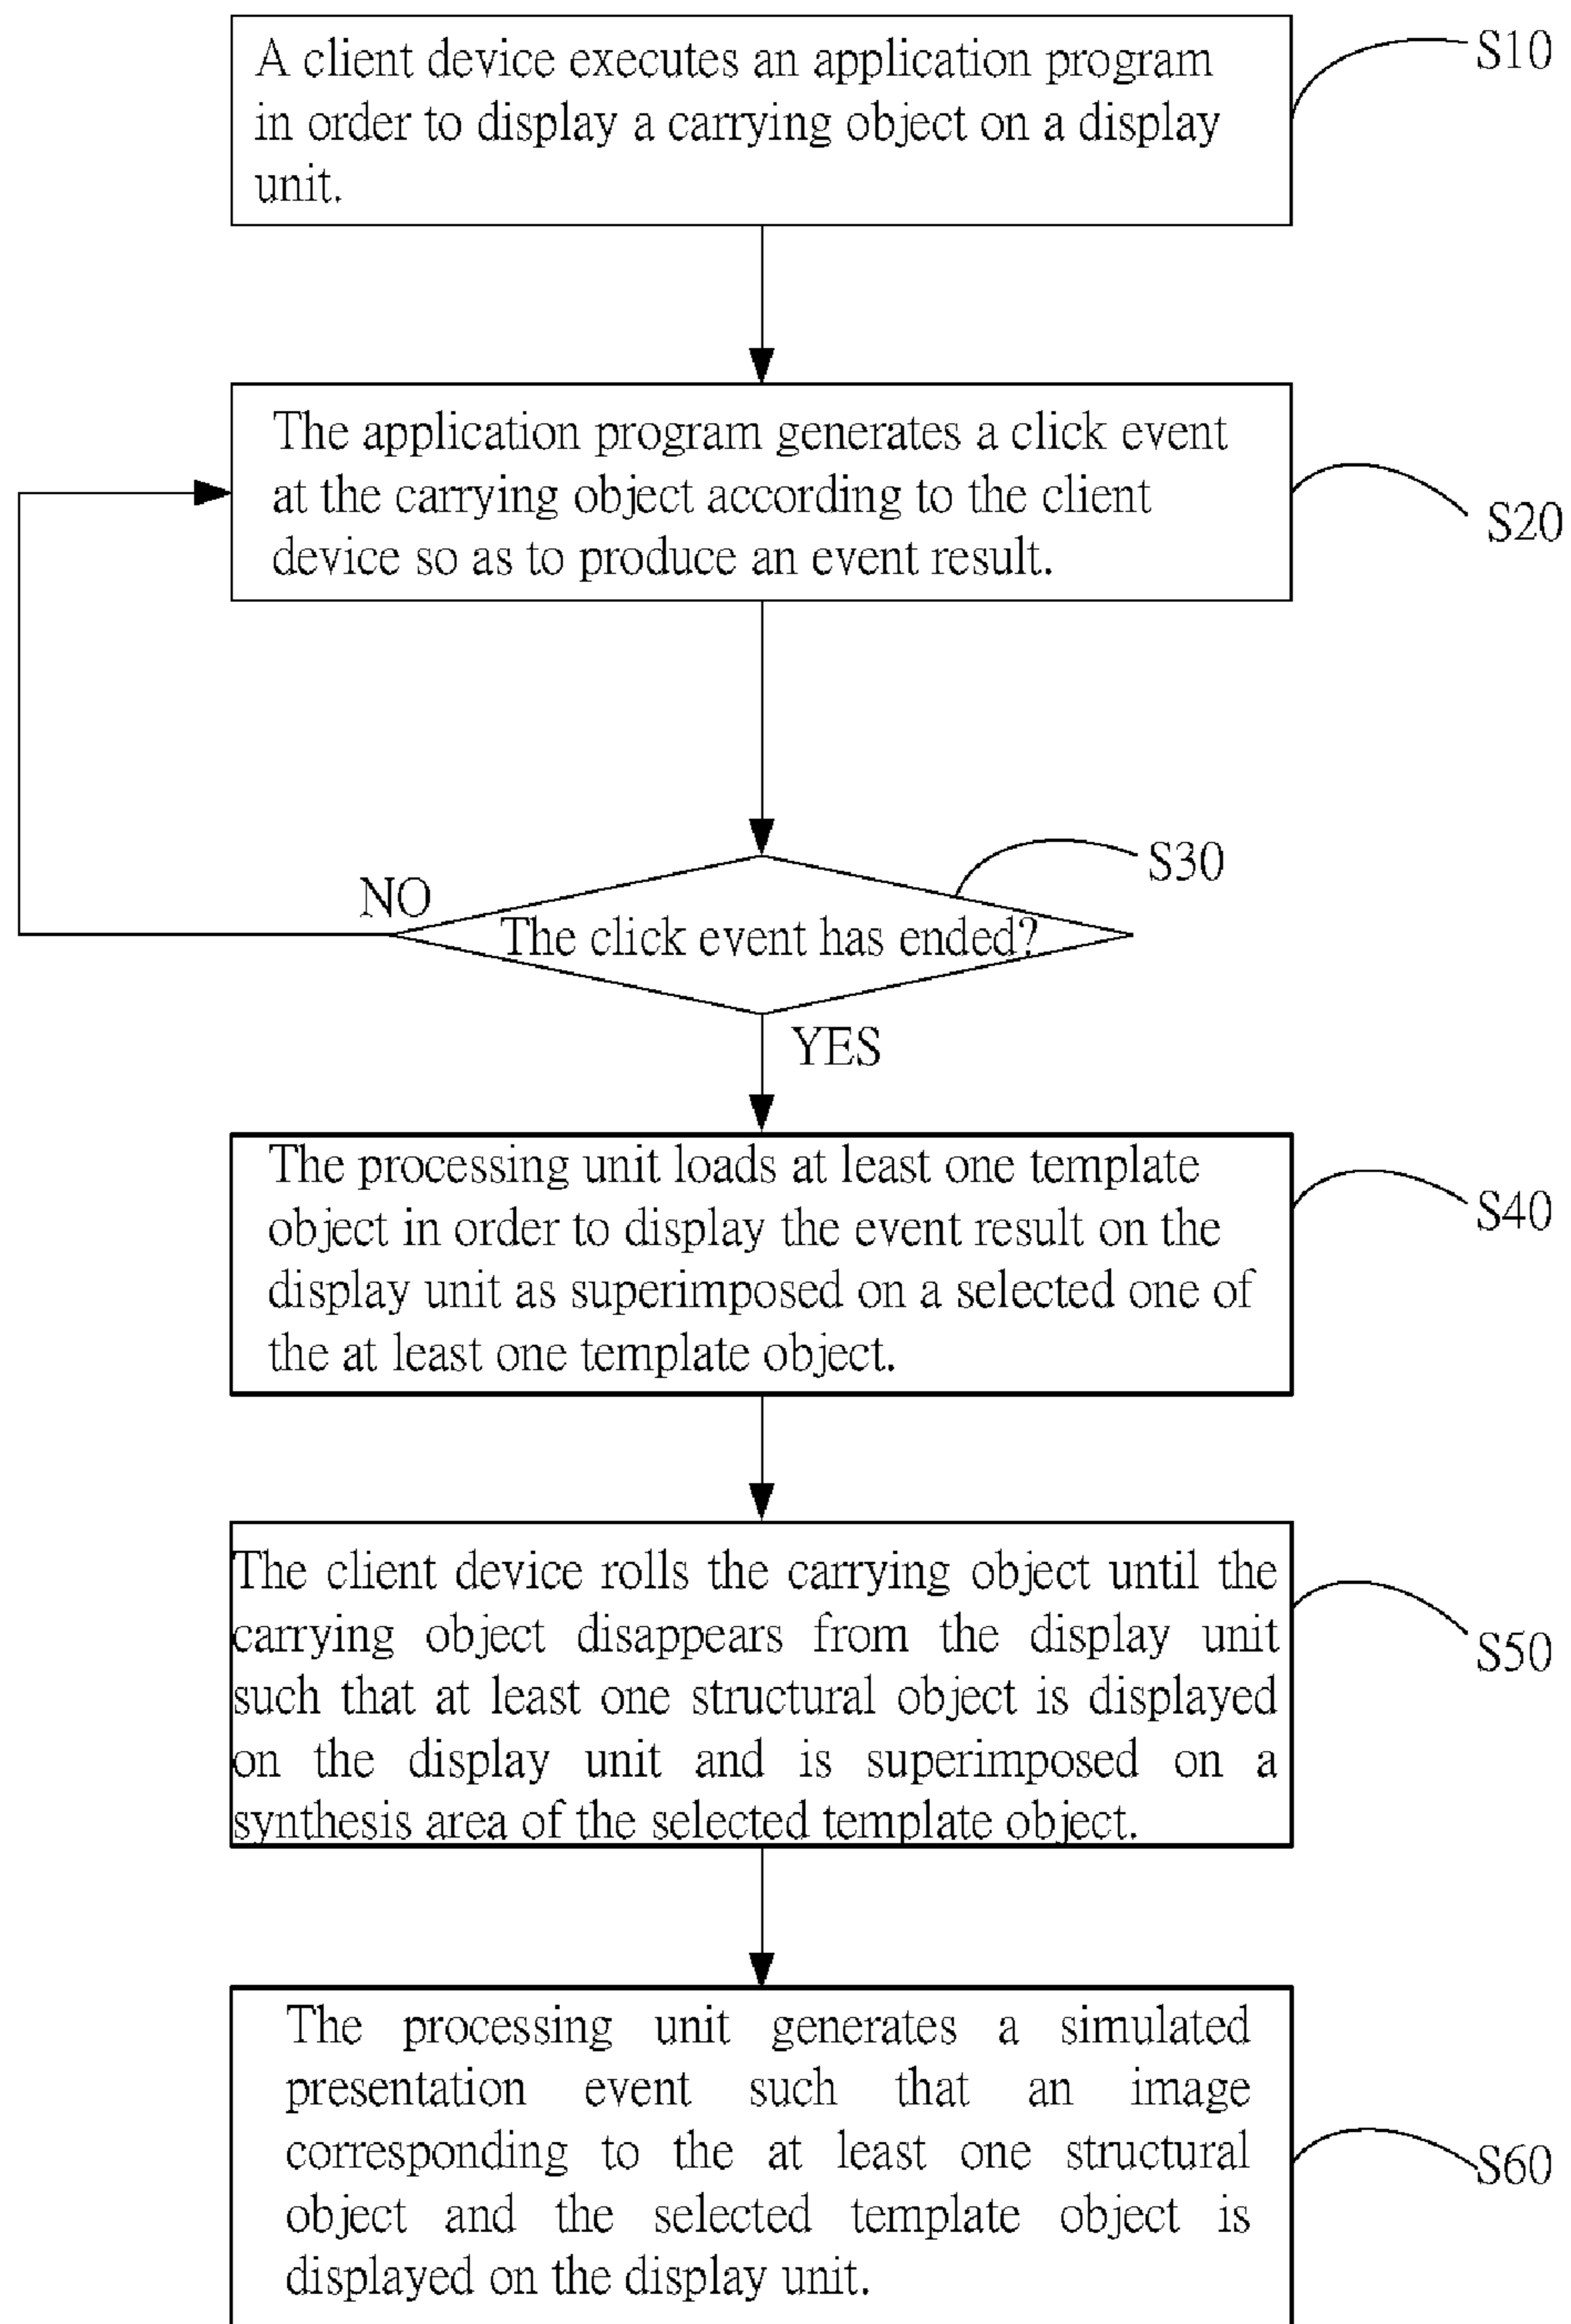 A client device executes an application program
in order to display a carrying object on a display
unit.
S10
The application program generates a click event
at the carrying object according to the client
device so as to produce an event result.
S20
S30
NO
The click event has ended?
YES
The processing unit loads at least one template
object in order to display the event result on the
display unit as superimposed on a selected one of
the at least one template object.
S40
The client device rolls the carrying object until the
carrying object disappears from the display unit
such that at least one structural object is displayed
on the display unit and is superimposed on a
synthesis area of the selected template object.
S50
The processing unit generates a simulated
presentation event such that an image
corresponding to the at least one structural
object and the selected template object is
displayed on the display unit.
S60